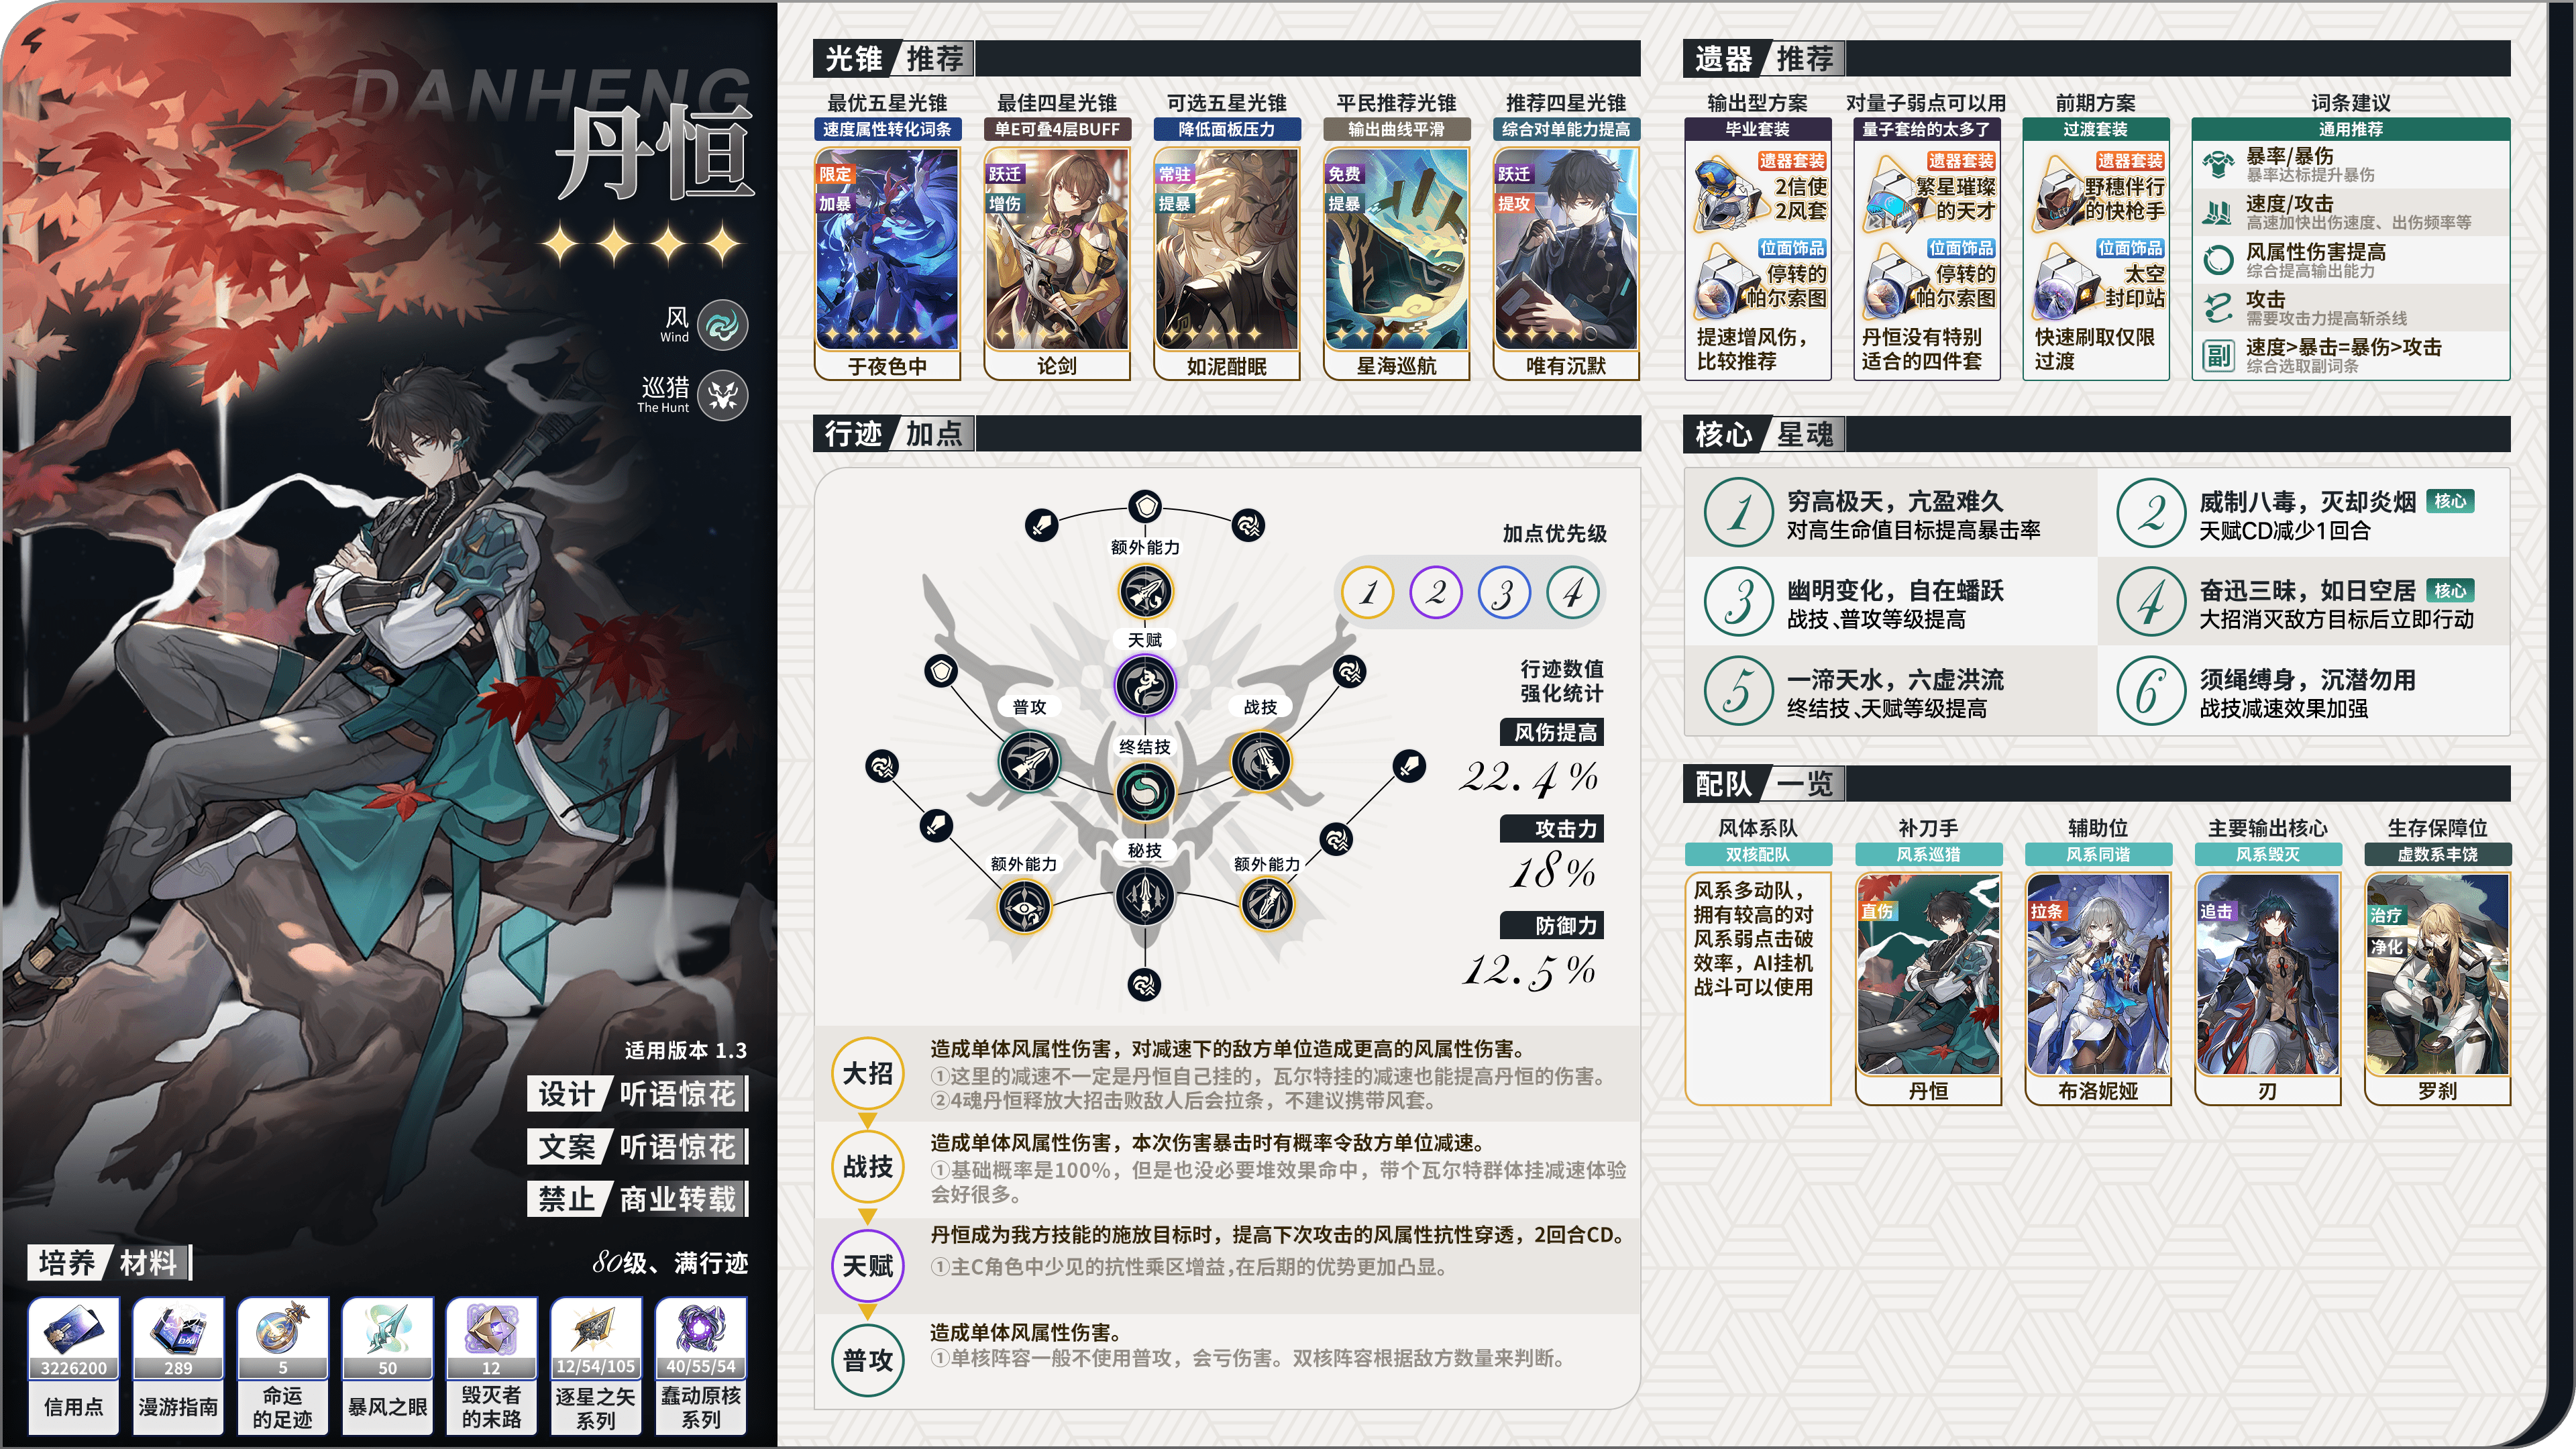 DANHENG
丹恒
风
Wind
巡猎
The Hunt
适用版本 1.3
设计 听语惊花
文案 听语惊花
禁止 商业转载
培养 材料
80级、满行迹
3226200
信用点
289
漫游指南
5
命运
的足迹
50
暴风之眼
12
毁灭者
的末路
12/54/105
逐星之矢
系列
40/55/54
蠢动原核
系列
光锥 推荐
最优五星光锥
速度属性转化词条
限定
加暴
于夜色中
最佳四星光锥
单E可叠4层BUFF
跃迁
增伤
论剑
可选五星光锥
降低面板压力
常驻
提暴
如泥酣眠
平民推荐光锥
输出曲线平滑
免费
提暴
星海巡航
推荐四星光锥
综合对单能力提高
跃迁
提攻
唯有沉默
行迹 加点
额外能力
天赋
普攻
战技
终结技
秘技
额外能力
额外能力
加点优先级
1 2 3 4
行迹数值
强化统计
风伤提高
22.4%
攻击力
18%
防御力
12.5%
大招
造成单体风属性伤害，对减速下的敌方单位造成更高的风属性伤害。
①这里的减速不一定是丹恒自己挂的，瓦尔特挂的减速也能提高丹恒的伤害。
②4魂丹恒释放大招击败敌人后会拉条，不建议携带风套。
战技
造成单体风属性伤害，本次伤害暴击时有概率令敌方单位减速。
①基础概率是100%，但是也没必要堆效果命中，带个瓦尔特群体挂减速体验
会好很多。
天赋
丹恒成为我方技能的施放目标时，提高下次攻击的风属性抗性穿透，2回合CD。
①主C角色中少见的抗性乘区增益,在后期的优势更加凸显。
普攻
造成单体风属性伤害。
①单核阵容一般不使用普攻，会亏伤害。双核阵容根据敌方数量来判断。
遗器 推荐
输出型方案
毕业套装
遗器套装
2信使
2风套
位面饰品
停转的
帕尔索图
提速增风伤，
比较推荐
对量子弱点可以用
量子套给的太多了
遗器套装
繁星璀璨
的天才
位面饰品
停转的
帕尔索图
丹恒没有特别
适合的四件套
前期方案
过渡套装
遗器套装
野穗伴行
的快枪手
位面饰品
太空
封印站
快速刷取仅限
过渡
词条建议
通用推荐
暴率/暴伤
暴率达标提升暴伤
速度/攻击
高速加快出伤速度、出伤频率等
风属性伤害提高
综合提高输出能力
攻击
需要攻击力提高斩杀线
副
速度>暴击=暴伤>攻击
综合选取副词条
核心 星魂
1
穷高极天，亢盈难久
对高生命值目标提高暴击率
2
威制八毒，灭却炎烟 核心
天赋CD减少1回合
3
幽明变化，自在蟠跃
战技、普攻等级提高
4
奋迅三昧，如日空居 核心
大招消灭敌方目标后立即行动
5
一渧天水，六虚洪流
终结技、天赋等级提高
6
须绳缚身，沉潜勿用
战技减速效果加强
配队 一览
风体系队
双核配队
风系多动队，
拥有较高的对
风系弱点击破
效率，AI挂机
战斗可以使用
补刀手
风系巡猎
直伤
丹恒
辅助位
风系同谐
拉条
布洛妮娅
主要输出核心
风系毁灭
追击
刃
生存保障位
虚数系丰饶
治疗
净化
罗刹